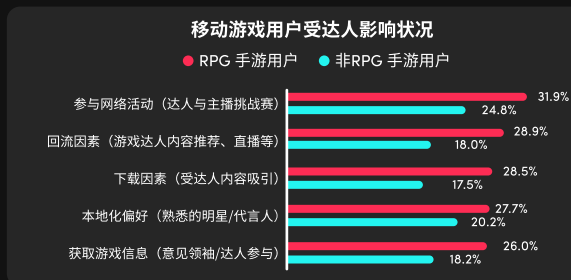 移动游戏用户受达人影响状况
RPG 手游用户 非RPG 手游用户
参与网络活动（达人与主播挑战赛） 31.9% 24.8%
回流因素（游戏达人内容推荐、直播等） 28.9% 18.0%
下载因素（受达人内容吸引） 28.5% 17.5%
本地化偏好（熟悉的明星/代言人） 27.7% 20.2%
获取游戏信息（意见领袖/达人参与） 26.0% 18.2%